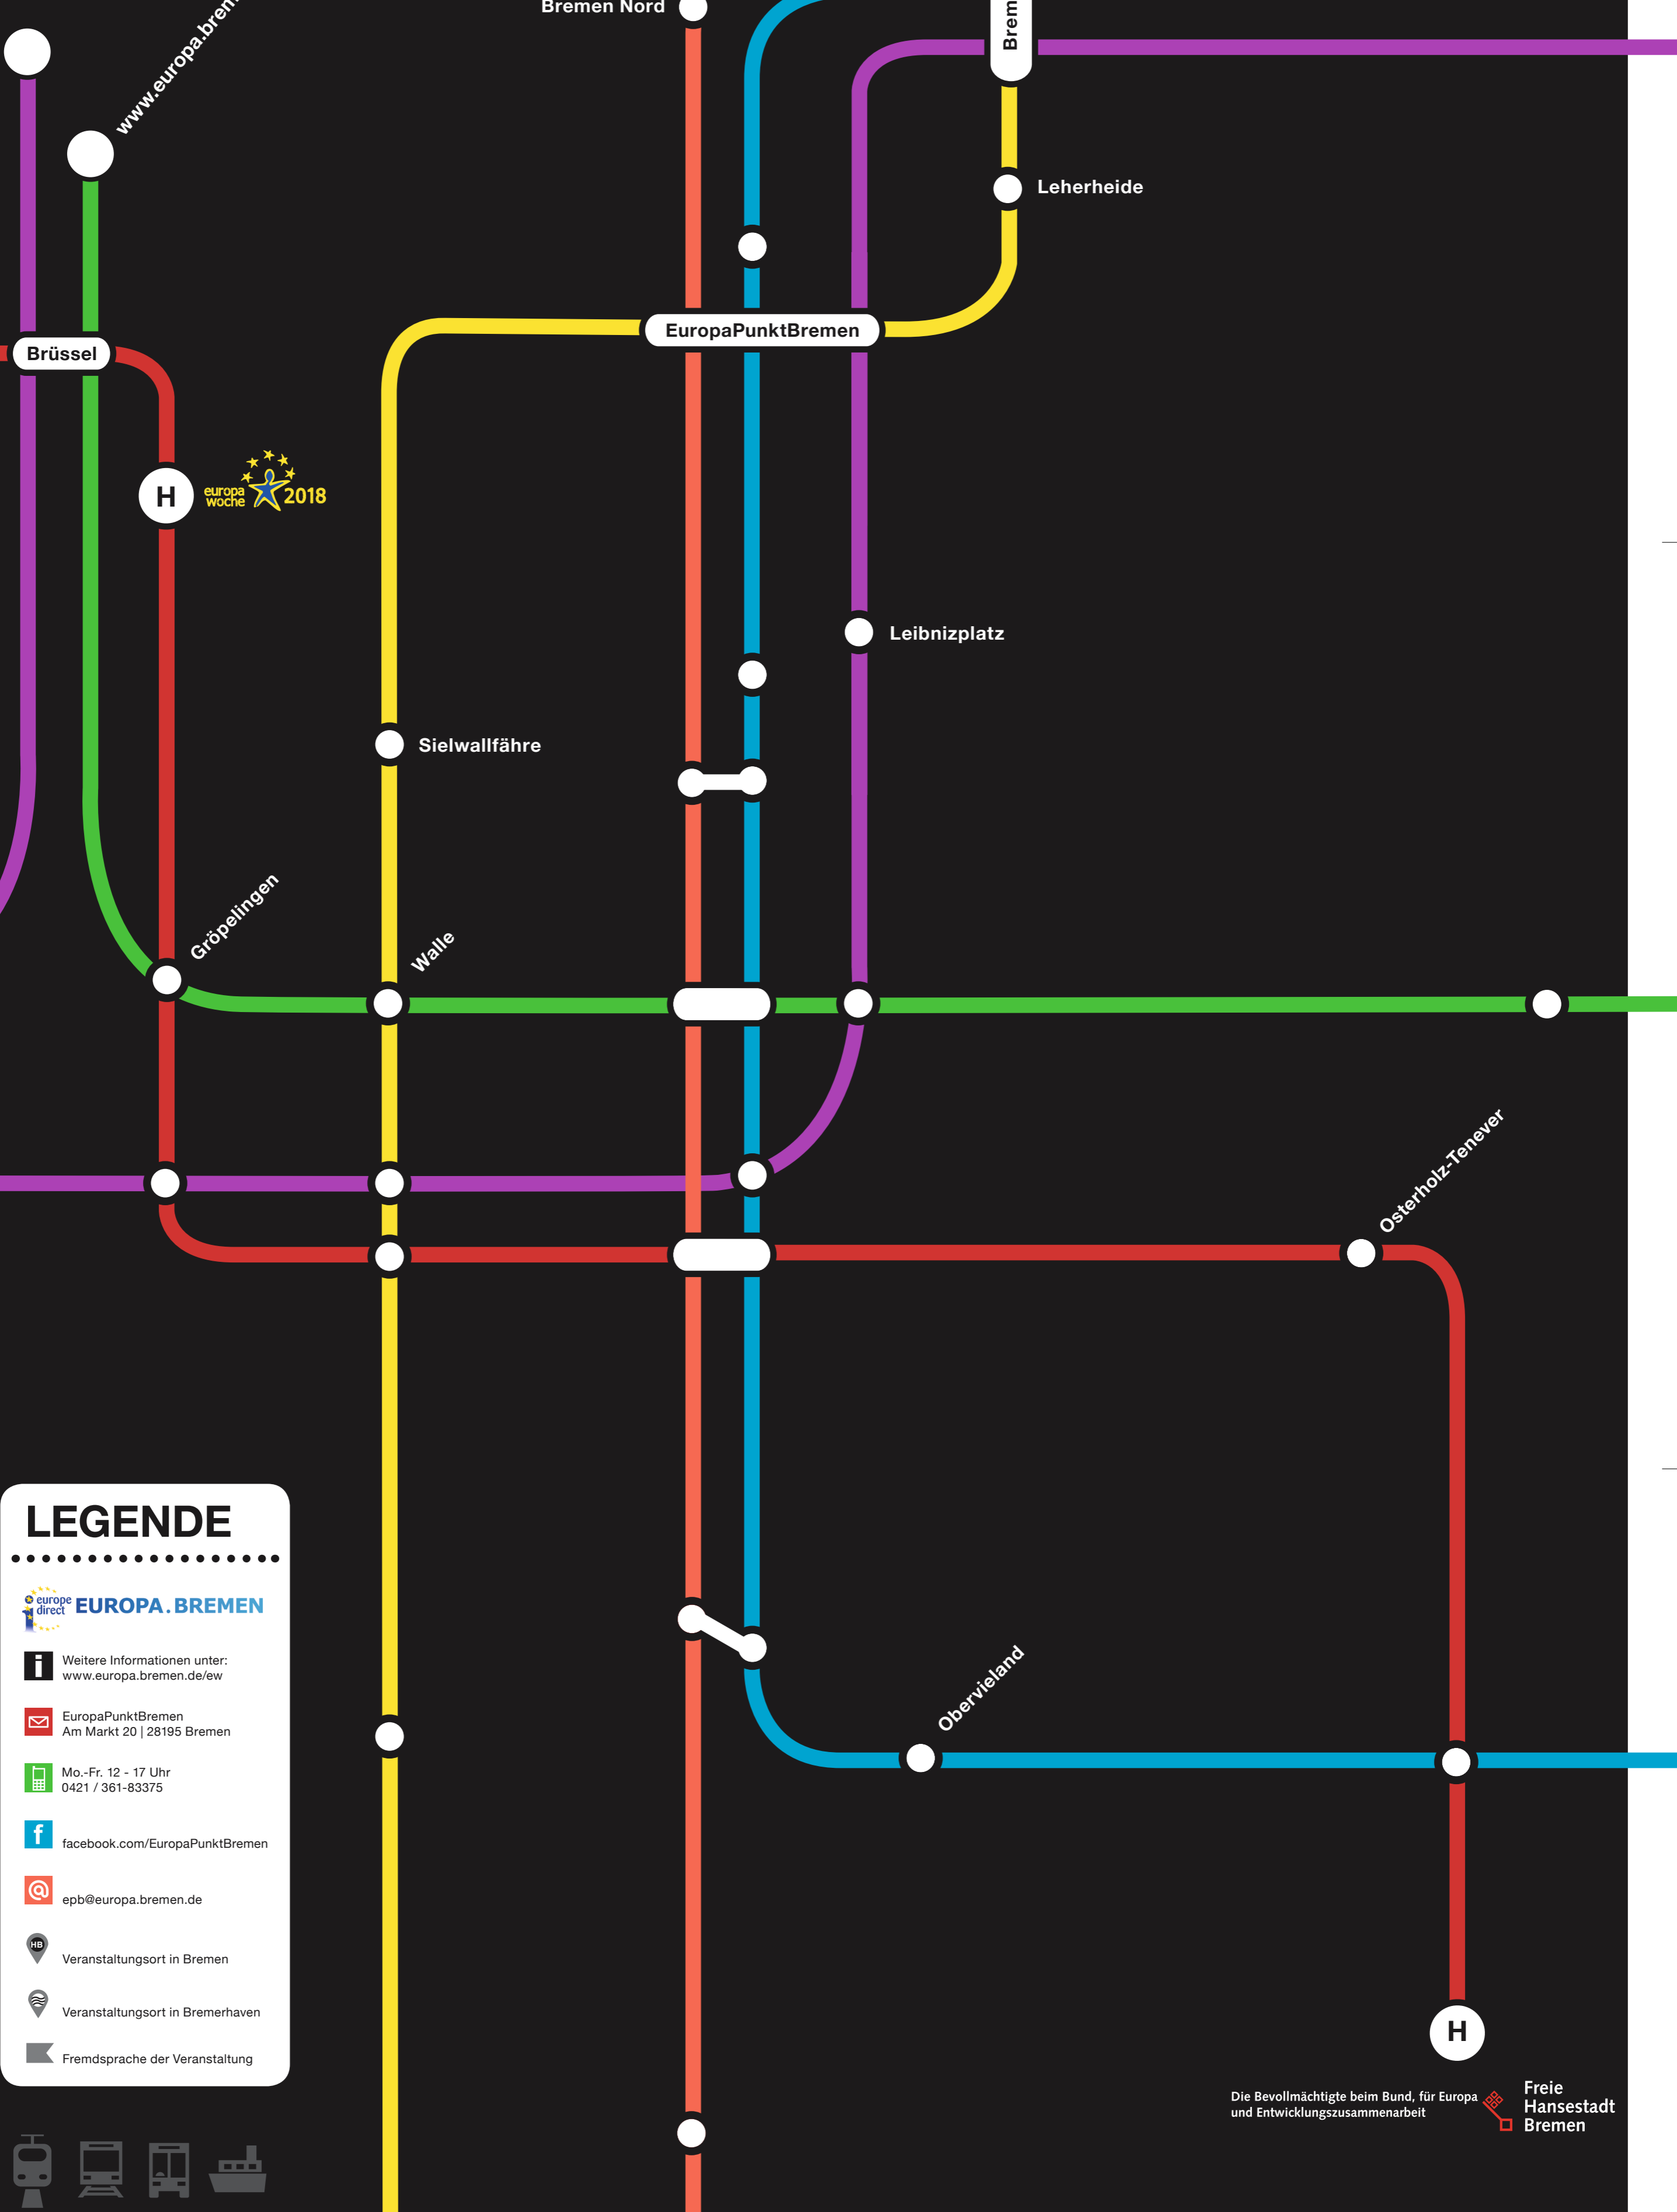 Bremen Nord
Brem
www.europa.brem
Leherheide
EuropaPunktBremen
Brüssel
H
europa
woche
2018
Leibnizplatz
Sielwallfähre
Gröpelingen
Walle
Osterholz-Tenever
Obervieland
LEGENDE
europe
direct
EUROPA.BREMEN
Weitere Informationen unter:
www.europa.bremen.de/ew
EuropaPunktBremen
Am Markt 20 | 28195 Bremen
Mo.-Fr. 12 - 17 Uhr
0421 / 361-83375
facebook.com/EuropaPunktBremen
epb@europa.bremen.de
HB
Veranstaltungsort in Bremen
Veranstaltungsort in Bremerhaven
Fremdsprache der Veranstaltung
H
Die Bevollmächtigte beim Bund, für Europa
und Entwicklungszusammenarbeit
Freie
Hansestadt
Bremen